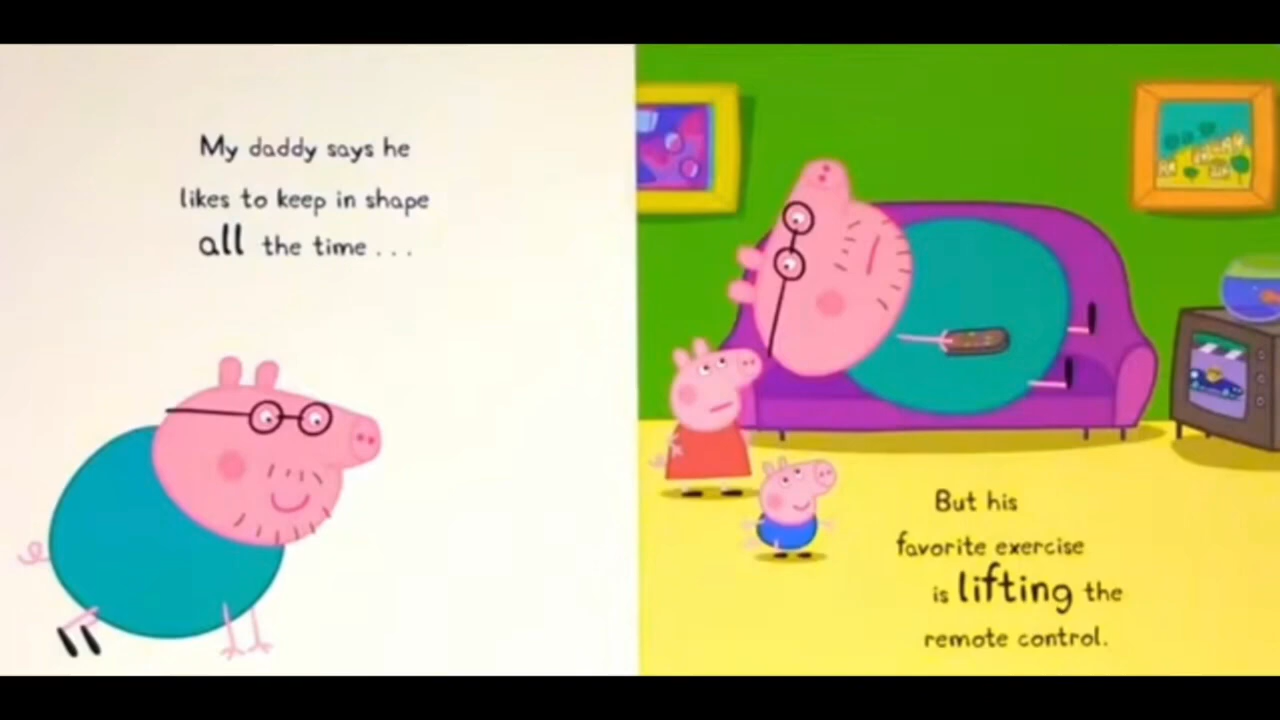 My daddy says he
likes to keep in shape
all the time . . .
But his
favorite exercise
is lifting the
remote control.